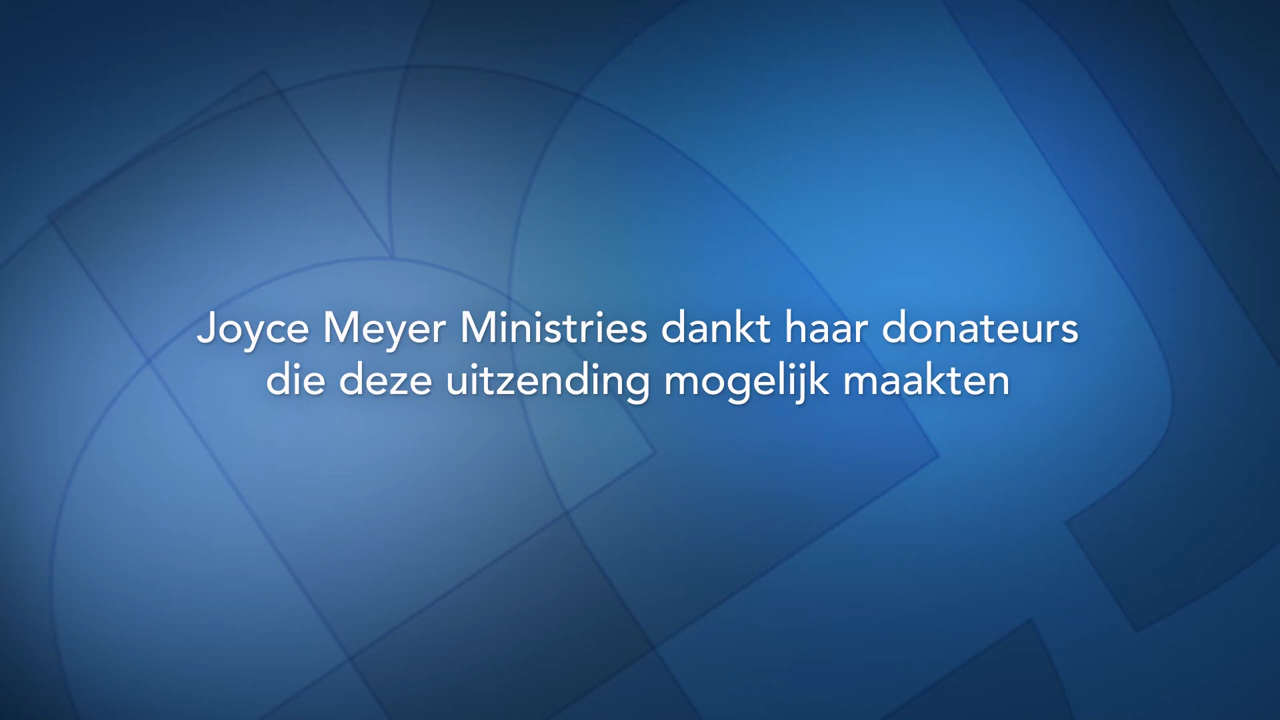 Joyce Meyer Ministries dankt haar donateurs
die deze uitzending mogelijk maakten